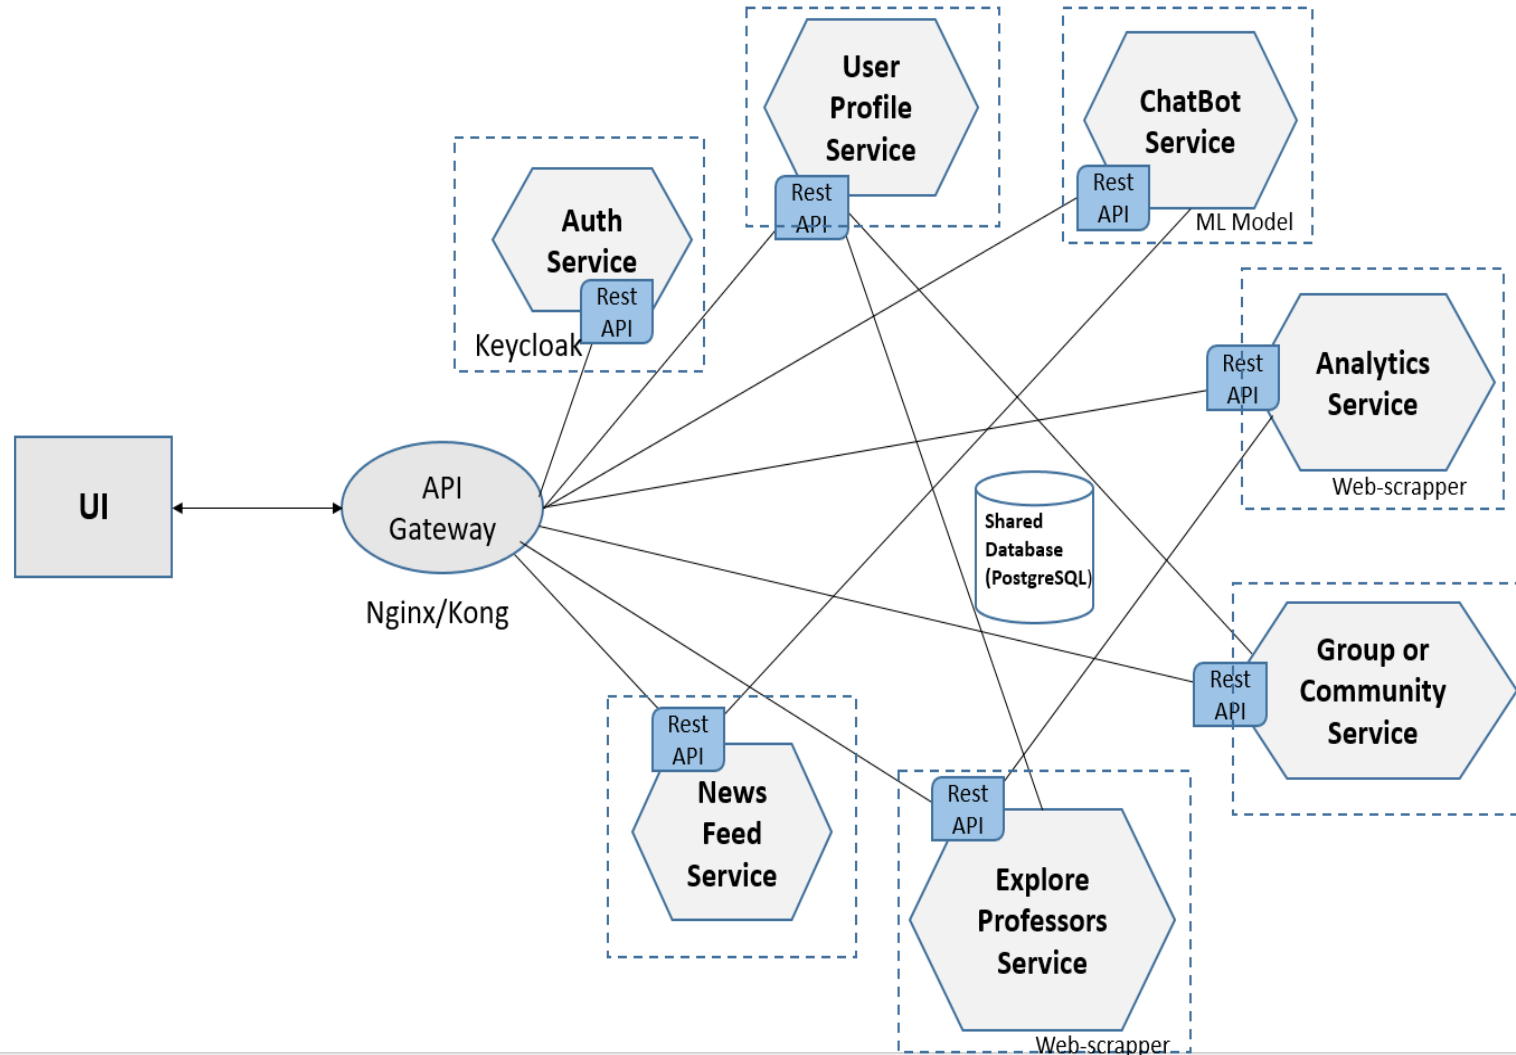 User
Profile
Service
Rest
API
ChatBot
Service
Rest
API
ML Model
Auth
Service
Rest
API
Keycloak
Analytics
Service
Rest
API
Web-scrapper
UI
API
Gateway
Nginx/Kong
Shared
Database
(PostgreSQL)
Group or
Community
Service
Rest
API
Rest
API
News
Feed
Service
Rest
API
Explore
Professors
Service
Web-scrapper